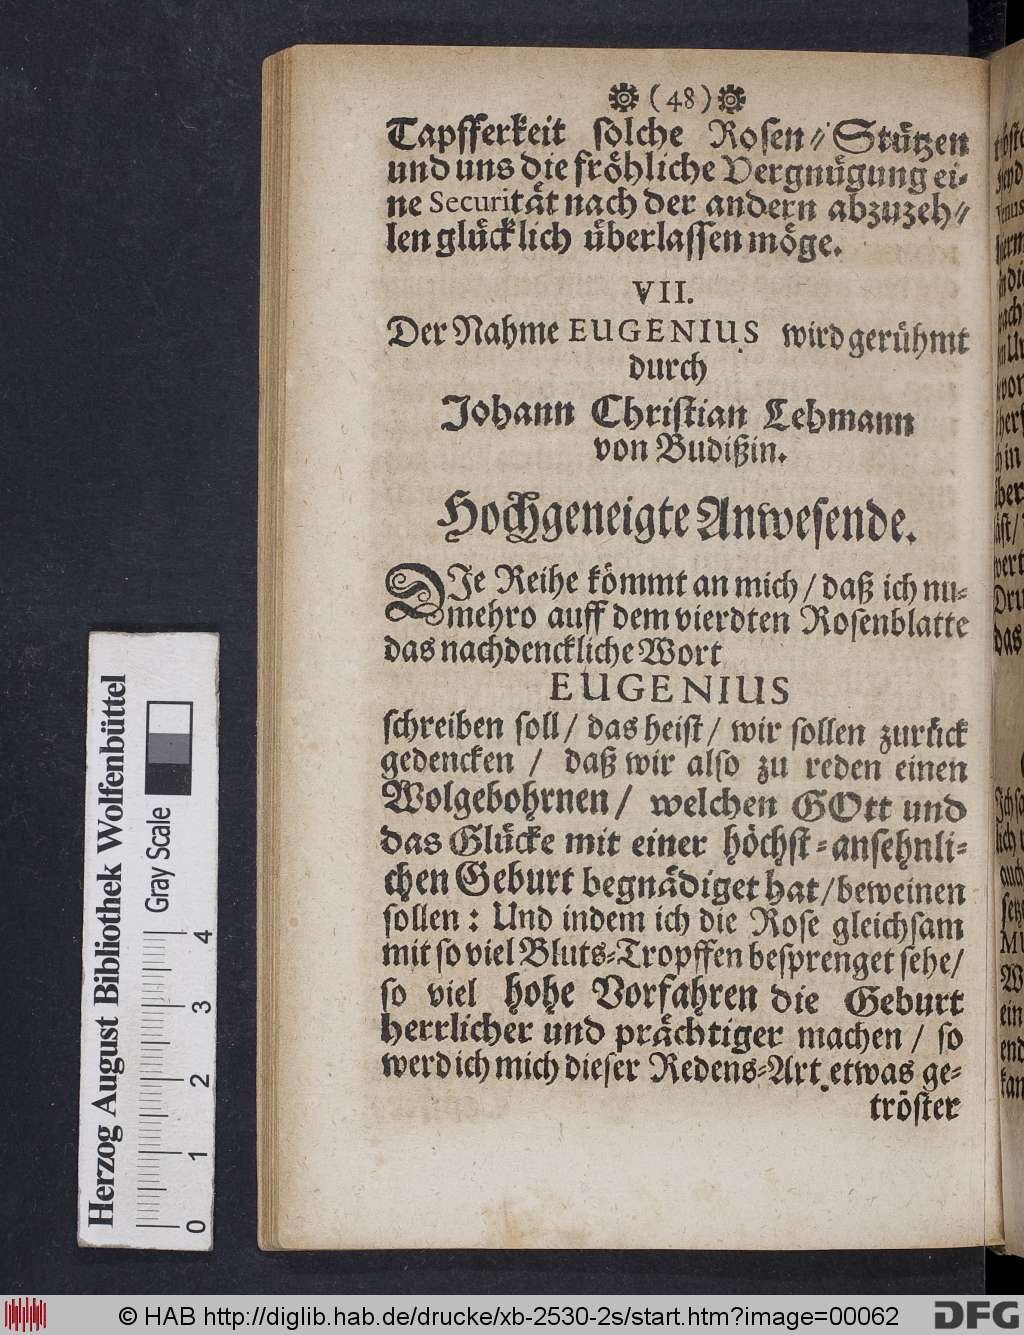 (48)
Tapfferkeit solche Rosen-Stützen
und uns die fröhliche Vergnügung ei-
ne Securität nach der andern abzuzeh-
len glücklich überlassen möge.
VII.
Der Nahme EUGENIUS wird gerühmt
durch
Johann Christian Lehmann
von Budißin.
Hochgeneigte Anwesende.
DIe Reihe kömmt an mich / daß ich nu-
mehro auff dem vierdten Rosenblatte
das nachdenckliche Wort
EUGENIUS
schreiben soll / das heist / wir sollen zurück
gedencken / daß wir also zu reden einen
Wolgebohrnen / welchen GOtt und
das Glücke mit einer höchst-ansehnli-
chen Geburt begnädiget hat / beweinen
sollen: Und indem ich die Rose gleichsam
mit so viel Bluts-Tropffen besprenget sehe /
so viel hohe Vorfahren die Geburt
herrlicher und prächtiger machen / so
werd ich mich dieser Redens-Art etwas ge-
tröster
Herzog August Bibliothek Wolfenbüttel
Gray Scale
0 1 2 3 4
© HAB http://diglib.hab.de/drucke/xb-2530-2s/start.htm?image=00062
DFG